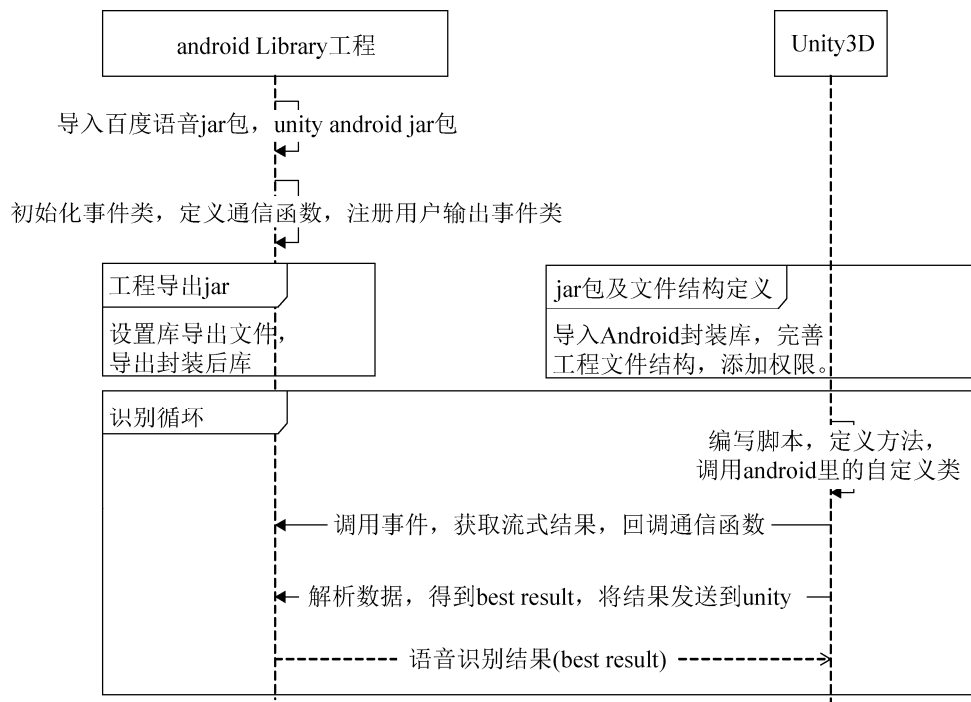 android Library工程
Unity3D
导入百度语音jar包，unity android jar包
初始化事件类，定义通信函数，注册用户输出事件类
工程导出jar
设置库导出文件，
导出封装后库
jar包及文件结构定义
导入Android封装库，完善
工程文件结构，添加权限。
识别循环
编写脚本，定义方法，
调用android里的自定义类
调用事件，获取流式结果，回调通信函数
解析数据，得到best result，将结果发送到unity
语音识别结果(best result)